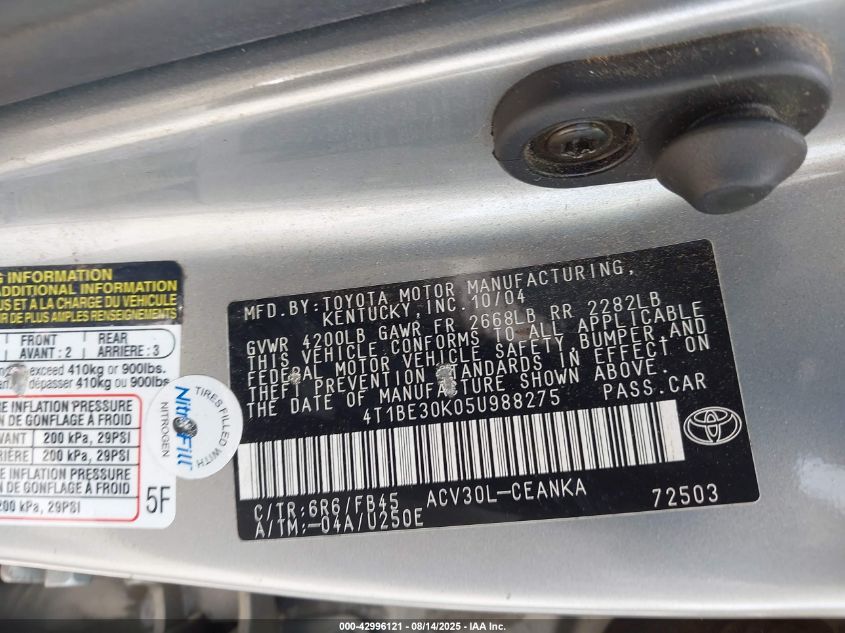 G INFORMATION
ADDITIONAL INFORMATION
US ET A LA CHARGE DU VEHICULE
R DE PLUS AMPLES RENSEIGNEMENTS
FRONT REAR
AVANT : 2 ARRIERE : 3
exceed 410kg or 900lbs.
dépasser 410kg ou 900lbs
RE INFLATION PRESSURE
DE GONFLAGE À FROID
VANT 200 kPa, 29PSI
RIÈRE 200 kPa, 29PSI
RE INFLATION PRESSURE
DE GONFLAGE À FROID
200 kPa, 29PSI
5F
TIRES FILLED WITH
NitroFill
NITROGEN
MFD. BY: TOYOTA MOTOR MANUFACTURING,
KENTUCKY, INC. 10/04
GVWR 4200LB GAWR FR 2668LB RR 2282LB
THIS VEHICLE CONFORMS TO ALL APPLICABLE
FEDERAL MOTOR VEHICLE SAFETY, BUMPER AND
THEFT PREVENTION STANDARDS IN EFFECT ON
THE DATE OF MANUFACTURE SHOWN ABOVE.
4T1BE30K05U988275 PASS.CAR
C/TR:6R6/FB45 ACV30L-CEANKA
A/TM:-04A/U250E 72503
000-42996121 - 08/14/2025 - IAA Inc.